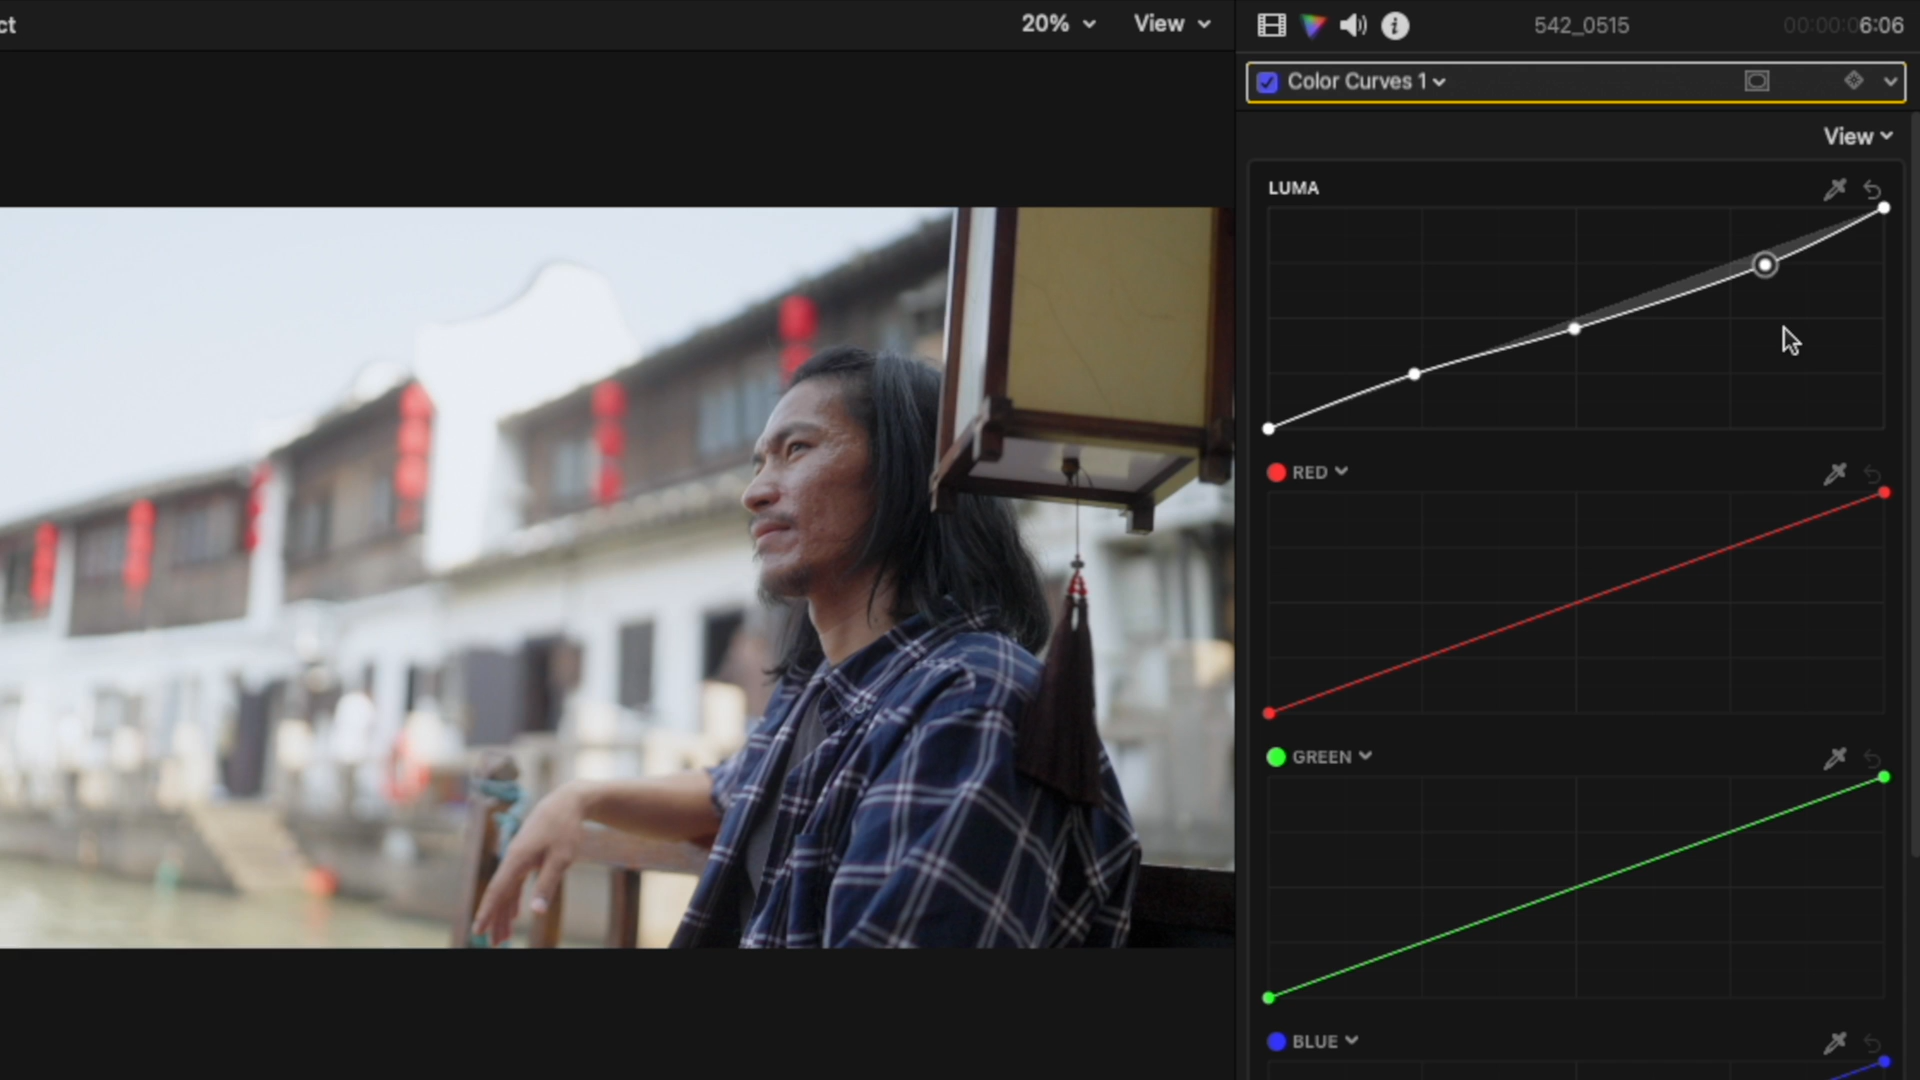 ct
20%
View
542_0515
00:00:06:06
Color Curves 1
View
LUMA
RED
GREEN
BLUE